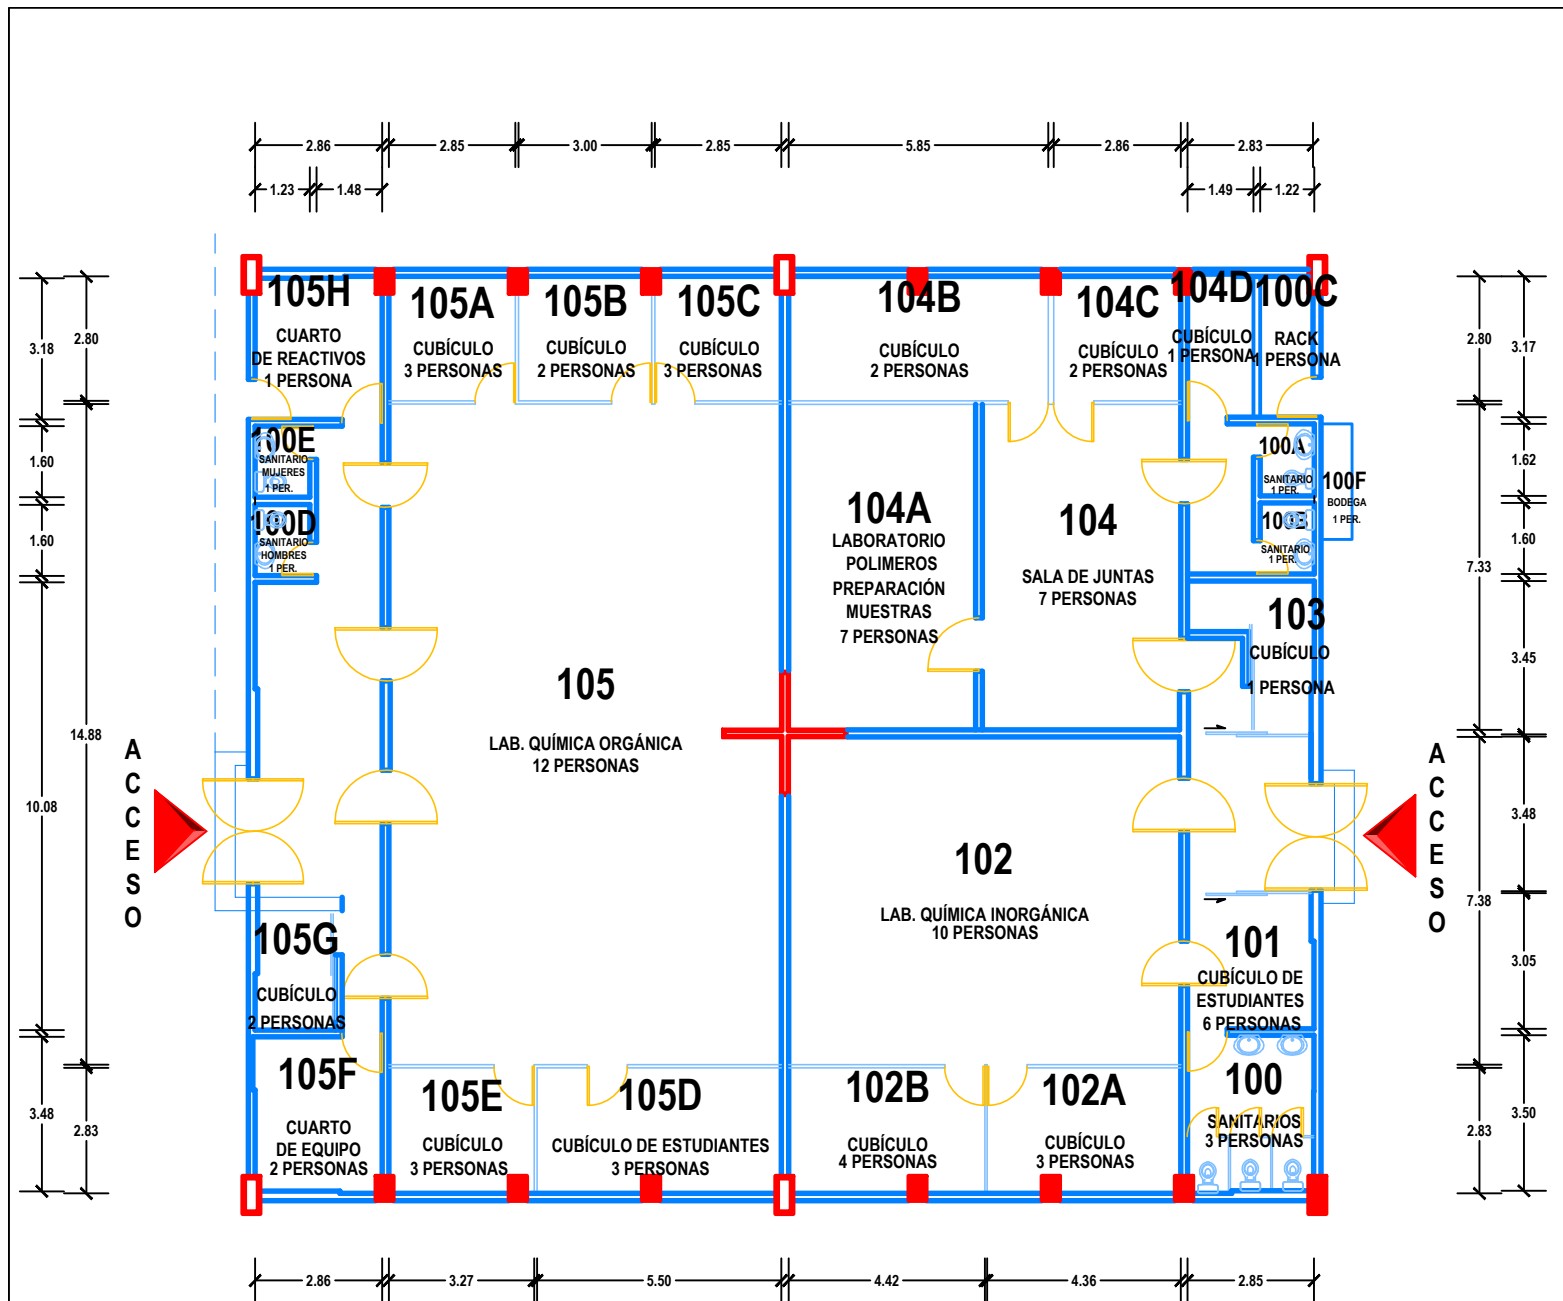 2.86
2.85
3.00
2.85
5.85
2.86
2.83
1.23
1.48
1.49
1.22
105H
CUARTO
DE REACTIVOS
1 PERSONA
105A
CUBÍCULO
3 PERSONAS
105B
CUBÍCULO
2 PERSONAS
105C
CUBÍCULO
3 PERSONAS
104B
CUBÍCULO
2 PERSONAS
104C
CUBÍCULO
2 PERSONAS
104D
CUBÍCULO
1 PERSONA
100C
RACK
1 PERSONA
3.18
2.80
1.60
1.60
14.88
10.08
3.48
2.83
100E
SANITARIO
MUJERES
1 PER.
100D
SANITARIO
HOMBRES
1 PER.
104A
LABORATORIO
POLIMEROS
PREPARACIÓN
MUESTRAS
7 PERSONAS
104
SALA DE JUNTAS
7 PERSONAS
100A
SANITARIO
1 PER.
100B
SANITARIO
1 PER.
100F
BODEGA
1 PER.
103
CUBÍCULO
1 PERSONA
2.80
3.17
1.62
1.60
7.33
3.45
3.48
7.38
3.05
3.50
2.83
105
LAB. QUÍMICA ORGÁNICA
12 PERSONAS
ACCESO
ACCESO
102
LAB. QUÍMICA INORGÁNICA
10 PERSONAS
105G
CUBÍCULO
2 PERSONAS
101
CUBÍCULO DE
ESTUDIANTES
6 PERSONAS
105F
CUARTO
DE EQUIPO
2 PERSONAS
105E
CUBÍCULO
3 PERSONAS
105D
CUBÍCULO DE ESTUDIANTES
3 PERSONAS
102B
CUBÍCULO
4 PERSONAS
102A
CUBÍCULO
3 PERSONAS
100
SANITARIOS
3 PERSONAS
2.86
3.27
5.50
4.42
4.36
2.85